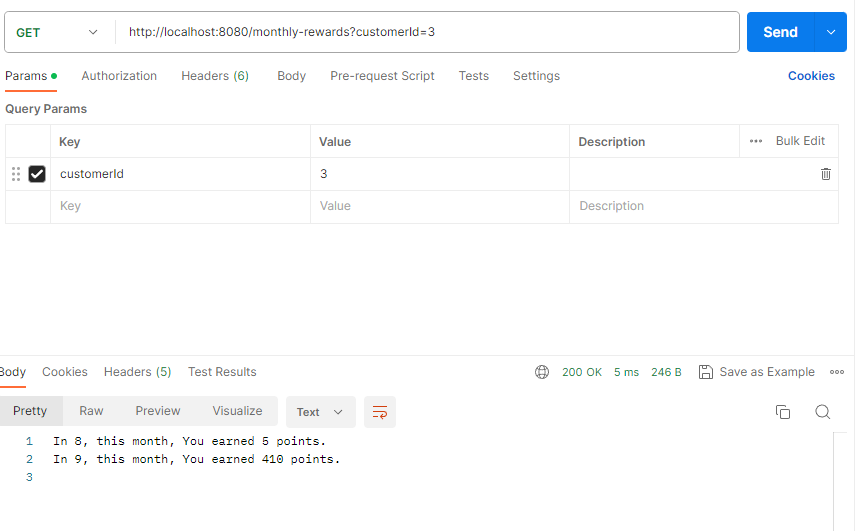 GET http://localhost:8080/monthly-rewards?customerId=3 Send
Params Authorization Headers (6) Body Pre-request Script Tests Settings Cookies
Query Params
Key Value Description Bulk Edit
customerId 3
Key Value Description
Body Cookies Headers (5) Test Results 200 OK 5 ms 246 B Save as Example
Pretty Raw Preview Visualize Text
1 In 8, this month, You earned 5 points.
2 In 9, this month, You earned 410 points.
3